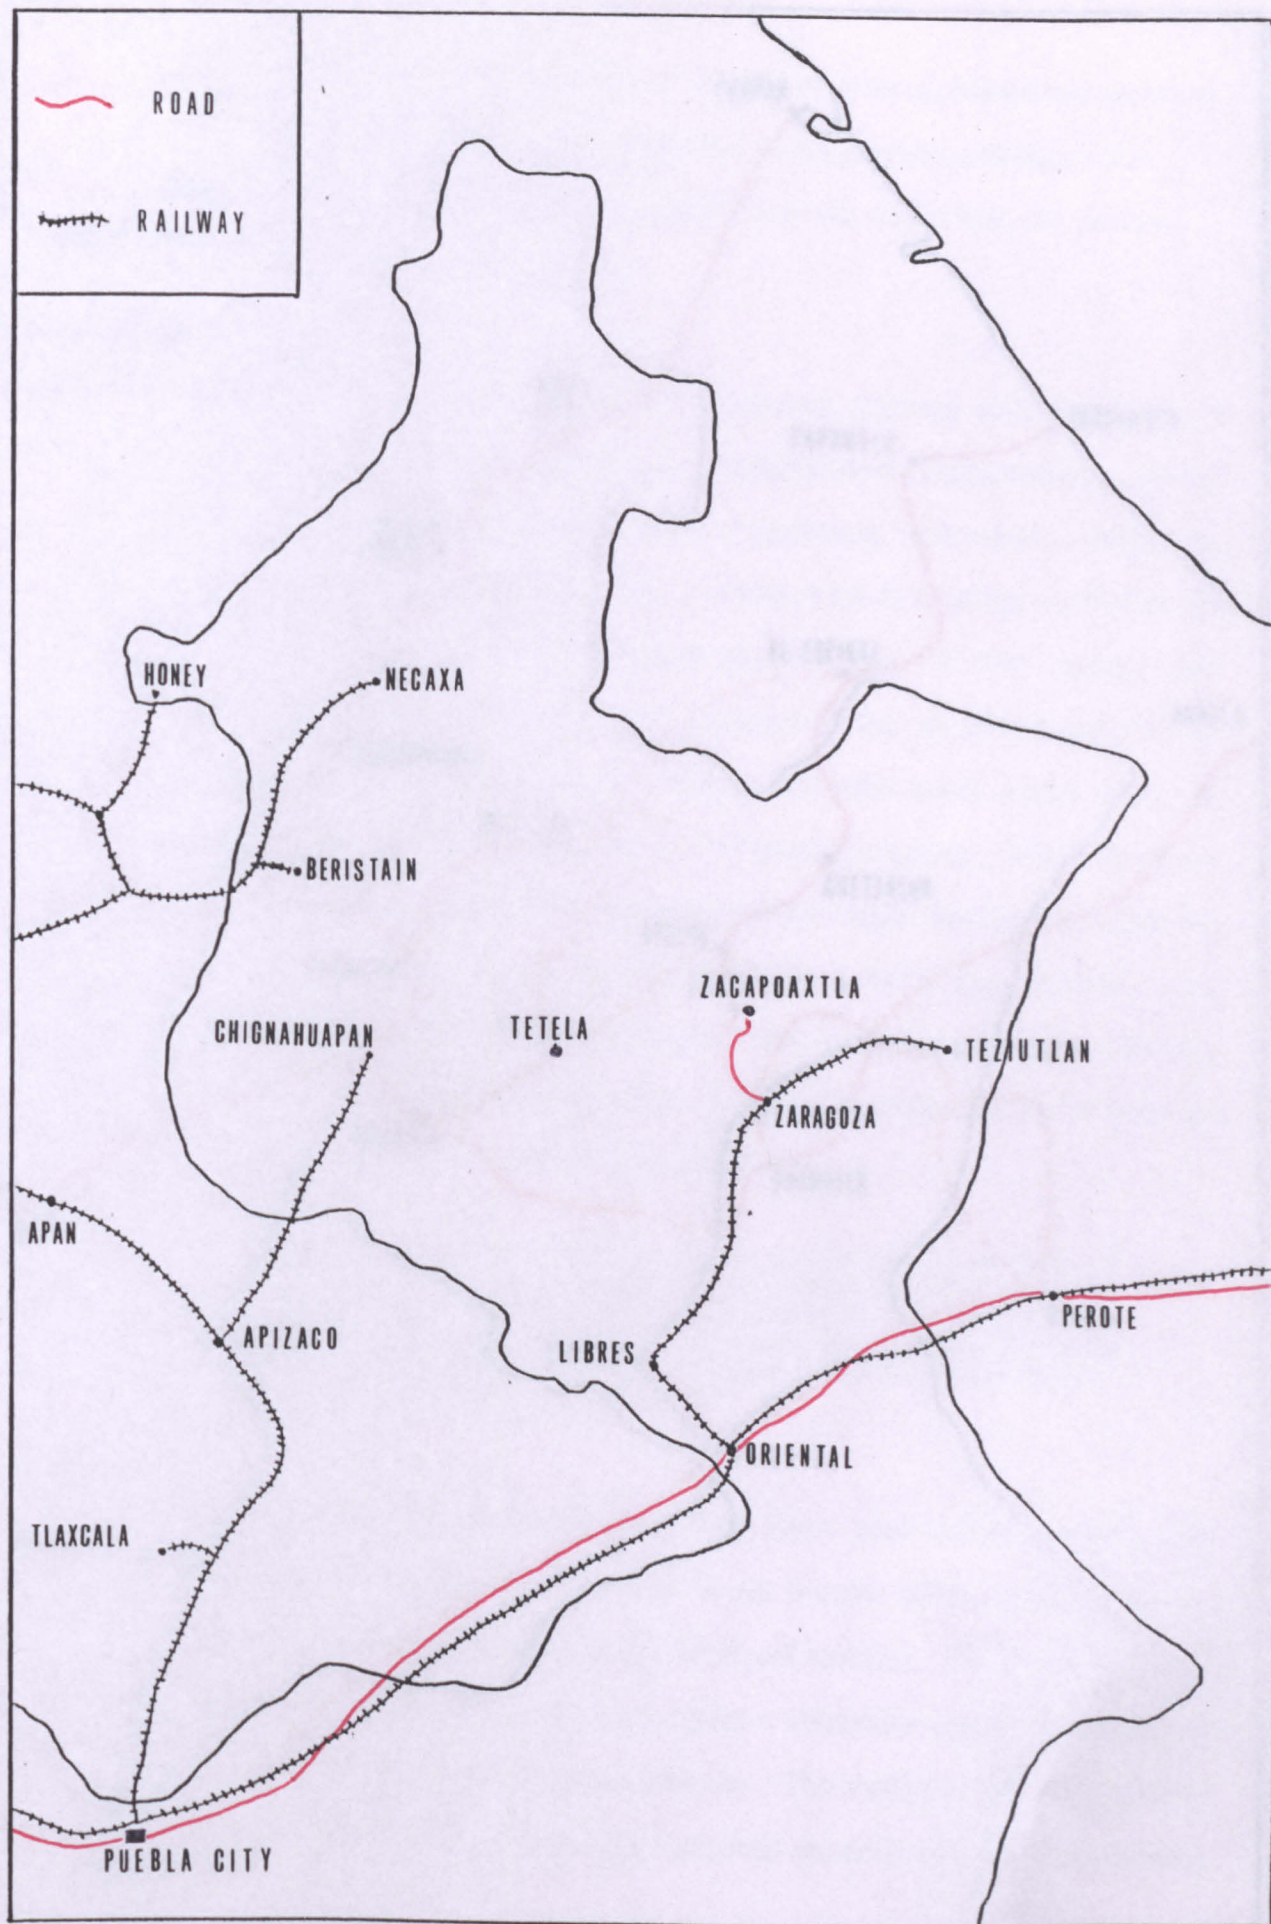 ROAD
RAILWAY
HONEY
NECAXA
BERISTAIN
ZACAPOAXTLA
CHIGNAHUAPAN
TETELA
TEZIUTLAN
ZARAGOZA
APAN
APIZACO
LIBRES
PEROTE
ORIENTAL
TLAXCALA
PUEBLA CITY